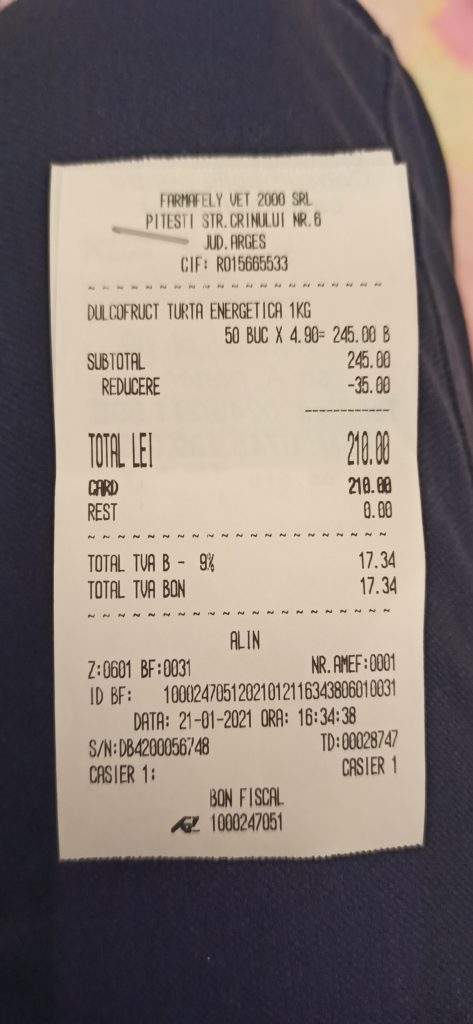 FARMAFELY VET 2000 SRL
PITESTI STR.CRINULUI NR.6
JUD.ARGES
CIF: RO15665533
DULCOFRUCT TURTA ENERGETICA 1KG
50 BUC X 4.90= 245.00 B
SUBTOTAL 245.00
REDUCERE -35.00
TOTAL LEI 210.00
CARD 210.00
REST 0.00
TOTAL TVA B - 9% 17.34
TOTAL TVA BON 17.34
ALIN
Z:0601 BF:0031 NR.AMEF:0001
ID BF: 10002470512021012116343806010031
DATA: 21-01-2021 ORA: 16:34:38
S/N:DB4200056748 TD:00028747
CASIER 1: CASIER 1
BON FISCAL
1000247051